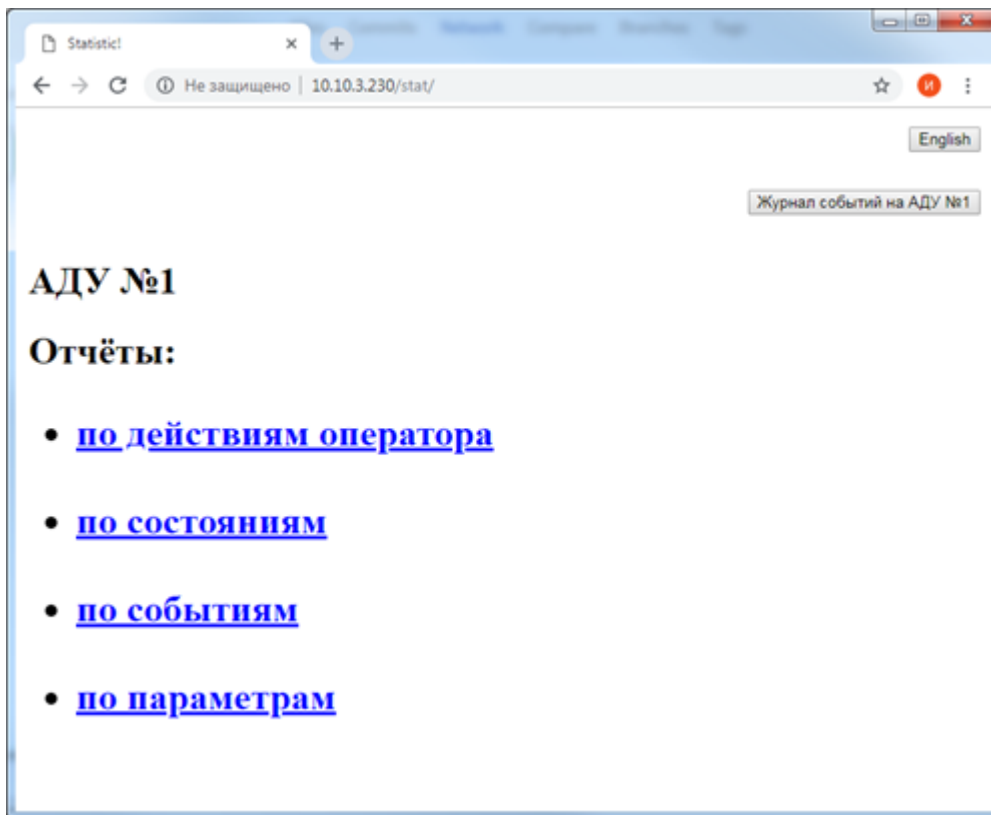 Statistic!
Не защищено | 10.10.3.230/stat/
И
English
Журнал событий на АДУ №1
АДУ №1
Отчёты:
• по действиям оператора
• по состояниям
• по событиям
• по параметрам